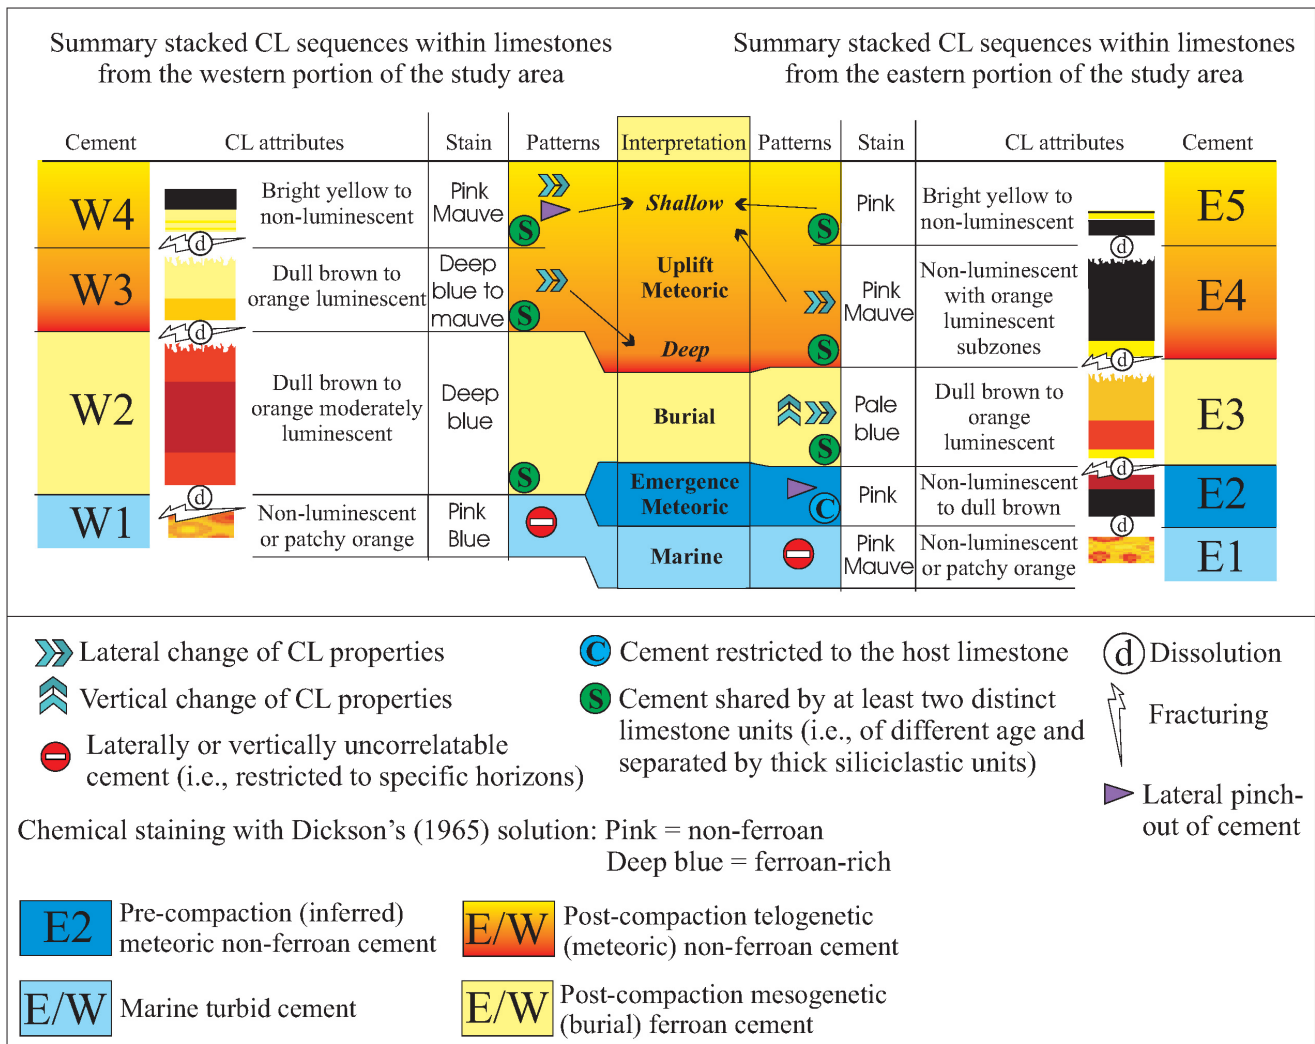 Summary stacked CL sequences within limestones
from the western portion of the study area
Summary stacked CL sequences within limestones
from the eastern portion of the study area
Cement
CL attributes
Stain
Patterns
Interpretation
Patterns
Stain
CL attributes
Cement
W4
d
Bright yellow to
non-luminescent
Pink
Mauve
S
Shallow
S
Pink
Bright yellow to
non-luminescent
d
E5
W3
d
Dull brown to
orange luminescent
Deep
blue to
mauve
S
Uplift
Meteoric
Deep
S
Pink
Mauve
Non-luminescent
with orange
luminescent
subzones
d
E4
W2
d
Dull brown to
orange moderately
luminescent
Deep
blue
S
Burial
S
Pale
blue
Dull brown to
orange
luminescent
d
E3
Emergence
Meteoric
C
Pink
Non-luminescent
to dull brown
d
E2
W1
Non-luminescent
or patchy orange
Pink
Blue
Marine
Pink
Mauve
Non-luminescent
or patchy orange
E1
Lateral change of CL properties
Vertical change of CL properties
Laterally or vertically uncorrelatable
cement (i.e., restricted to specific horizons)
C Cement restricted to the host limestone
S Cement shared by at least two distinct
limestone units (i.e., of different age and
separated by thick siliciclastic units)
d Dissolution
Fracturing
Lateral pinch-
out of cement
Chemical staining with Dickson's (1965) solution: Pink = non-ferroan
Deep blue = ferroan-rich
E2 Pre-compaction (inferred)
meteoric non-ferroan cement
E/W Post-compaction telogenetic
(meteoric) non-ferroan cement
E/W Marine turbid cement
E/W Post-compaction mesogenetic
(burial) ferroan cement